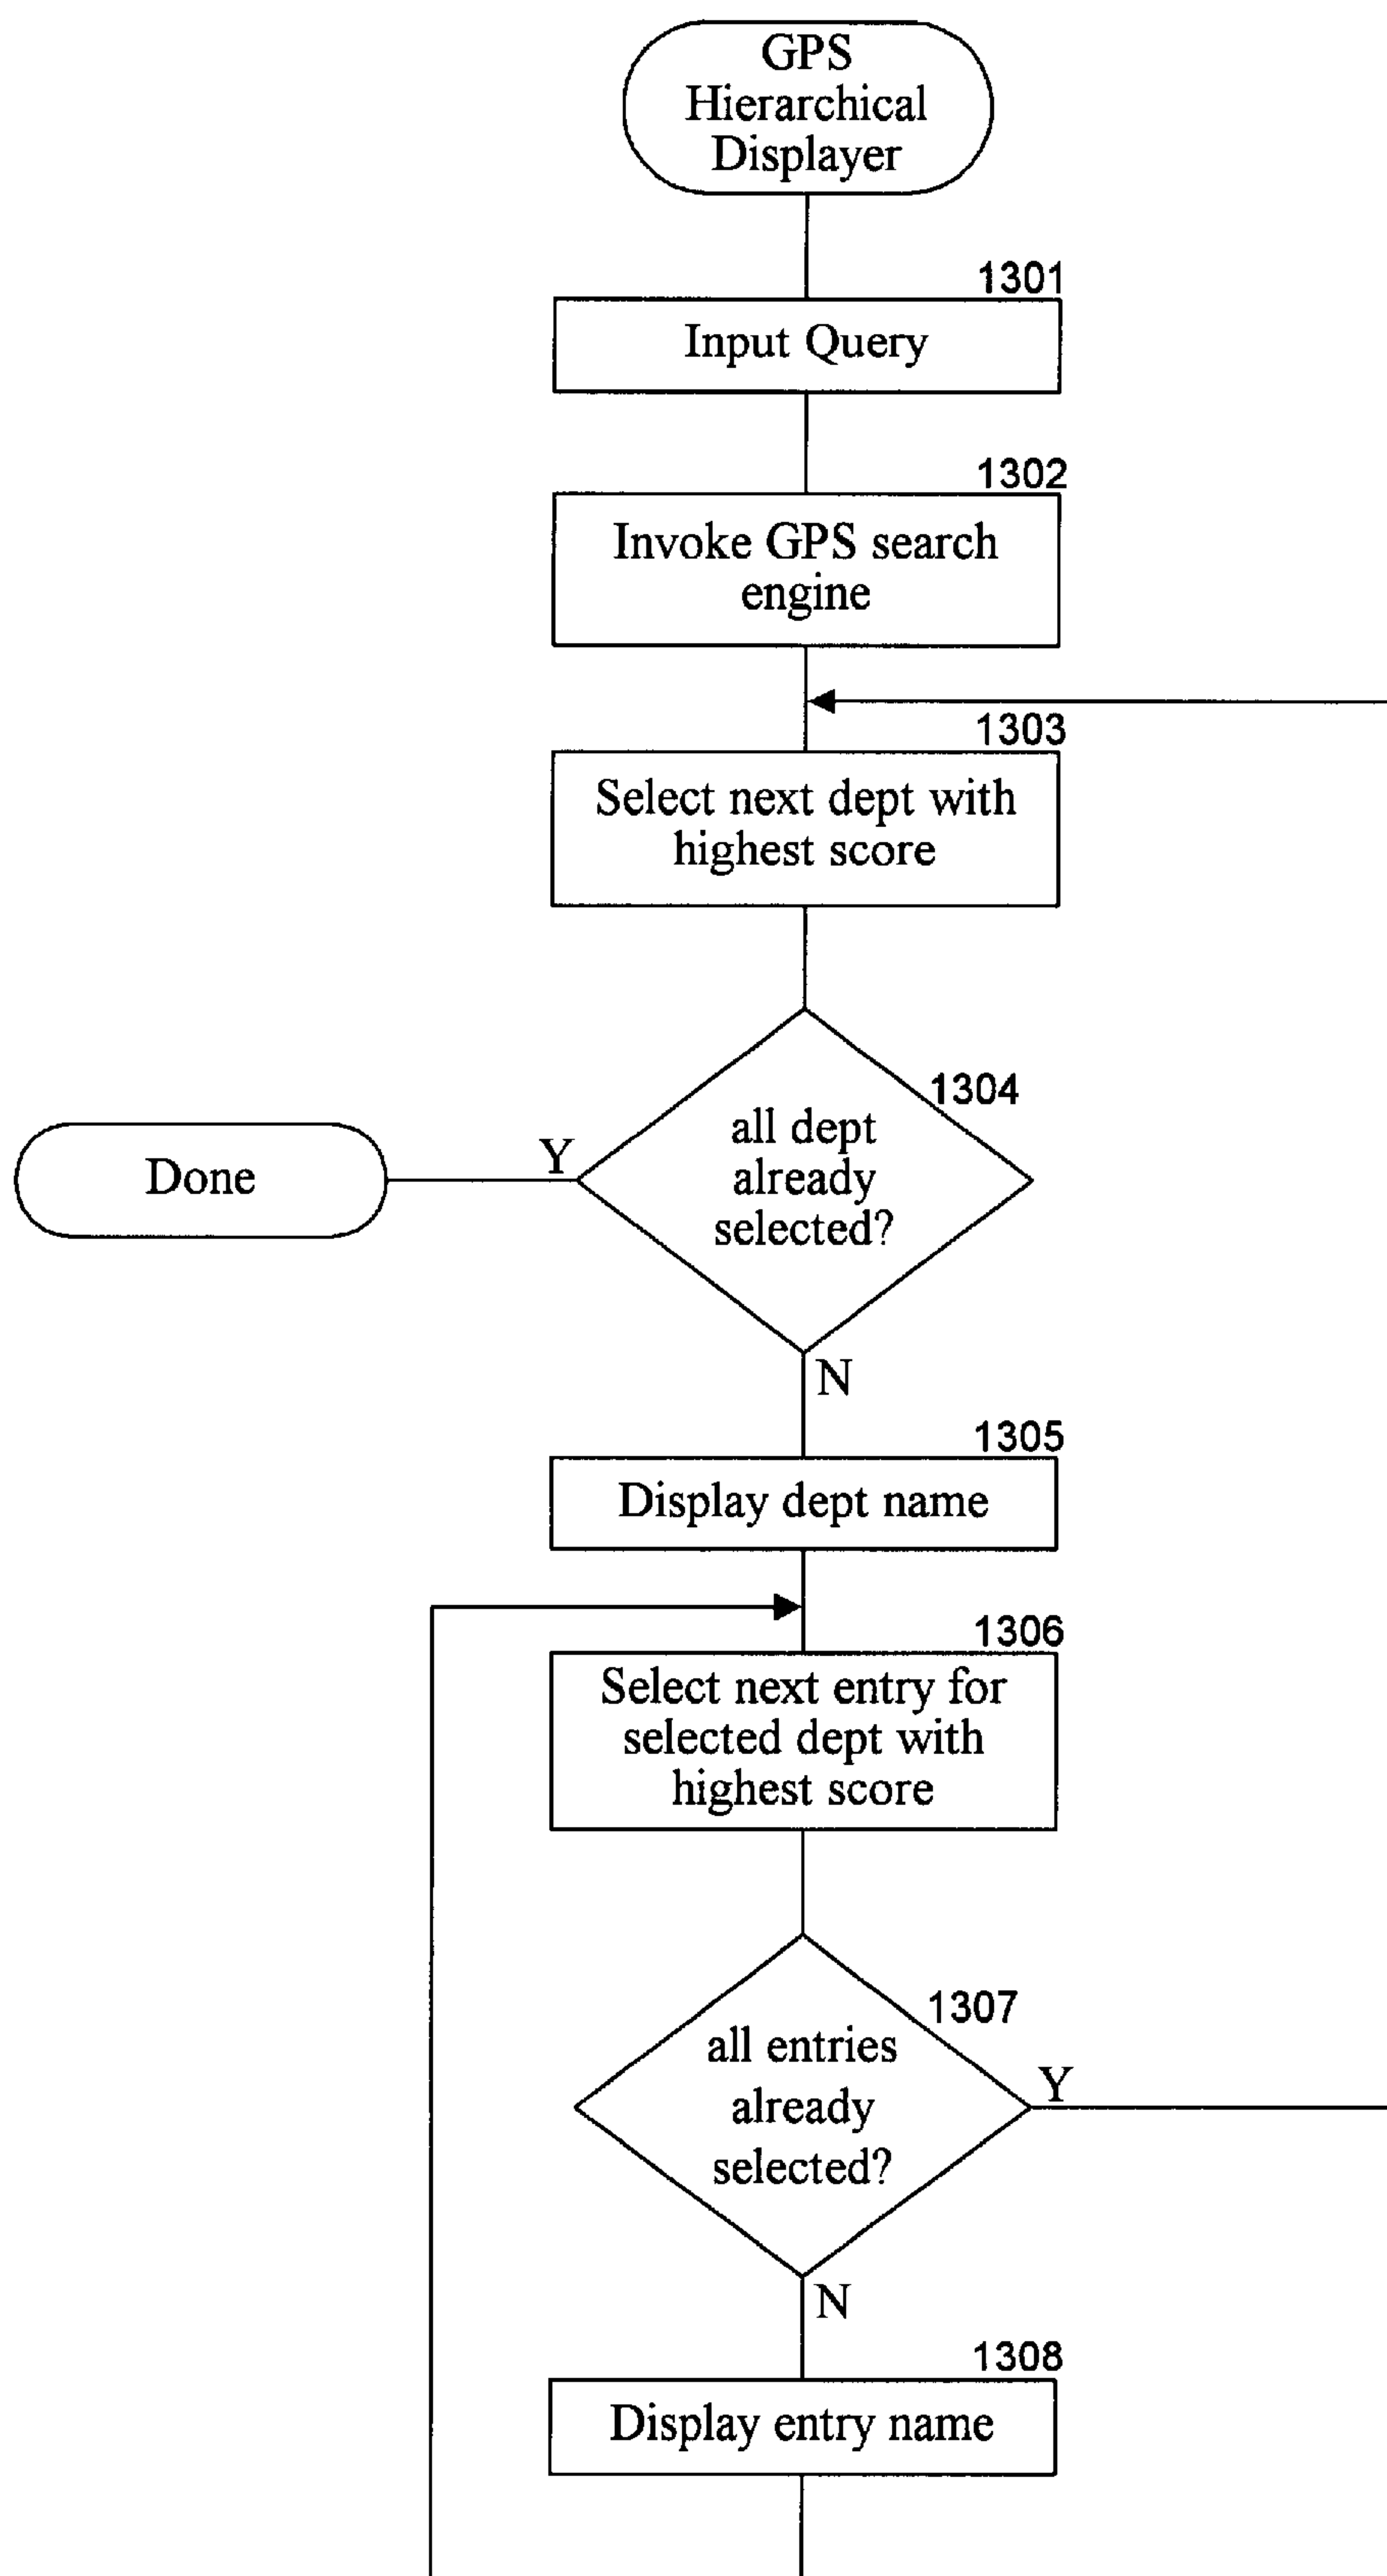 GPS
Hierarchical
Displayer
1301
Input Query
1302
Invoke GPS search
engine
1303
Select next dept with
highest score
1304
all dept
already
selected?
Y
Done
N
1305
Display dept name
1306
Select next entry for
selected dept with
highest score
1307
all entries
already
selected?
Y
N
1308
Display entry name